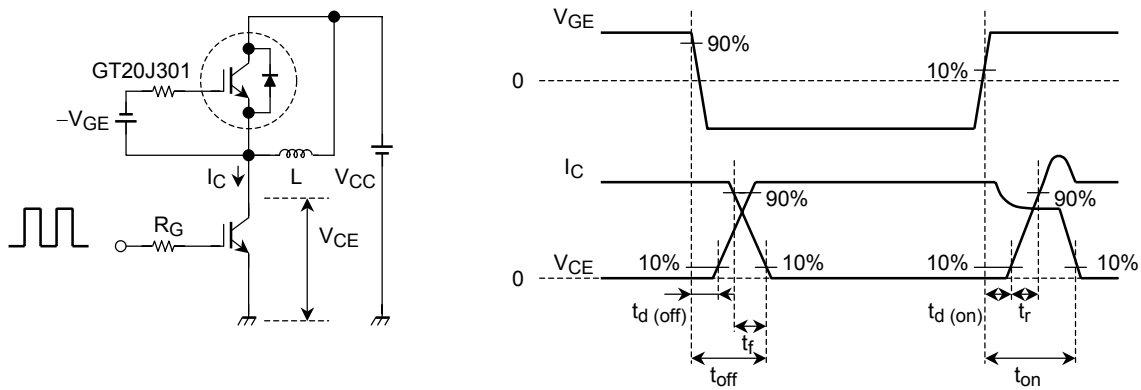 GT20J301
−VGE
IC
L
VCC
RG
VCE
VGE
90%
10%
0
IC
90%
90%
VCE
10%
10%
10%
10%
0
td (off)
td (on)
tr
tf
toff
ton